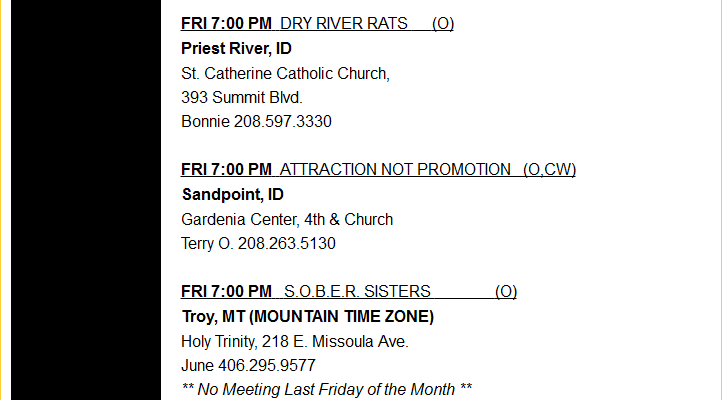 FRI 7:00 PM  DRY RIVER RATS      (O)
Priest River, ID
St. Catherine Catholic Church,
393 Summit Blvd.
Bonnie 208.597.3330
FRI 7:00 PM  ATTRACTION NOT PROMOTION   (O,CW)
Sandpoint, ID
Gardenia Center, 4th & Church
Terry O. 208.263.5130
FRI 7:00 PM   S.O.B.E.R. SISTERS               (O)
Troy, MT (MOUNTAIN TIME ZONE)
Holy Trinity, 218 E. Missoula Ave.
June 406.295.9577
** No Meeting Last Friday of the Month **